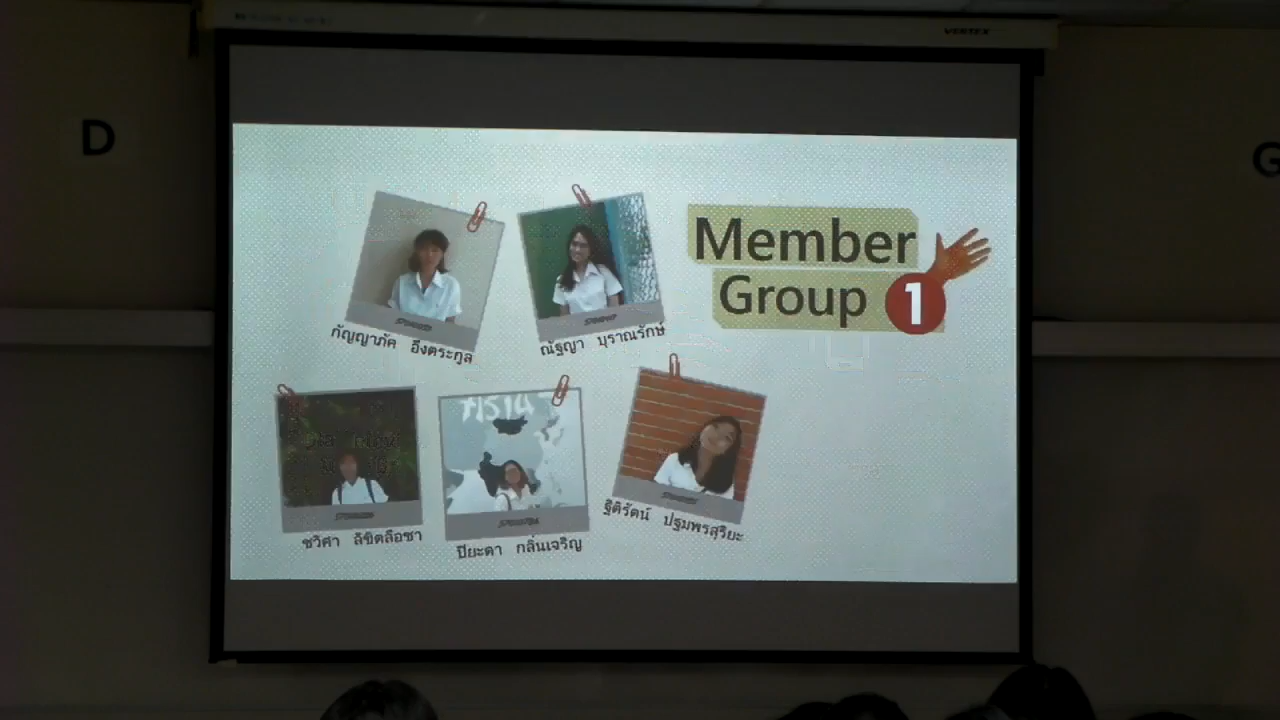 VERTEX
D
G
Member
Group 1
กัญญาภัค อึ้งตระกูล
ณัฐญา บุราณรักษ์
ชวิศา ลิขิตลือชา
ปิยะดา กลิ่นเจริญ
ฐิติรัตน์ ปฐมพรสุริยะ